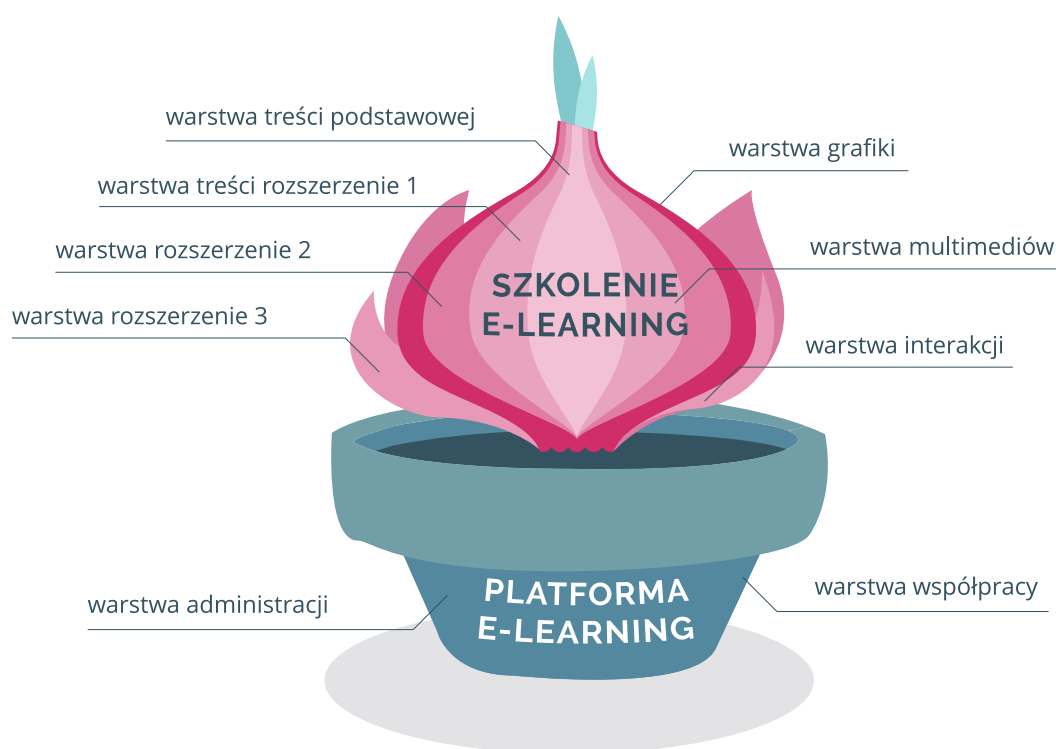 warstwa treści podstawowej
warstwa grafiki
warstwa treści rozszerzenie 1
warstwa rozszerzenie 2
warstwa multimediów
SZKOLENIE
E-LEARNING
warstwa rozszerzenie 3
warstwa interakcji
PLATFORMA
E-LEARNING
warstwa administracji
warstwa współpracy